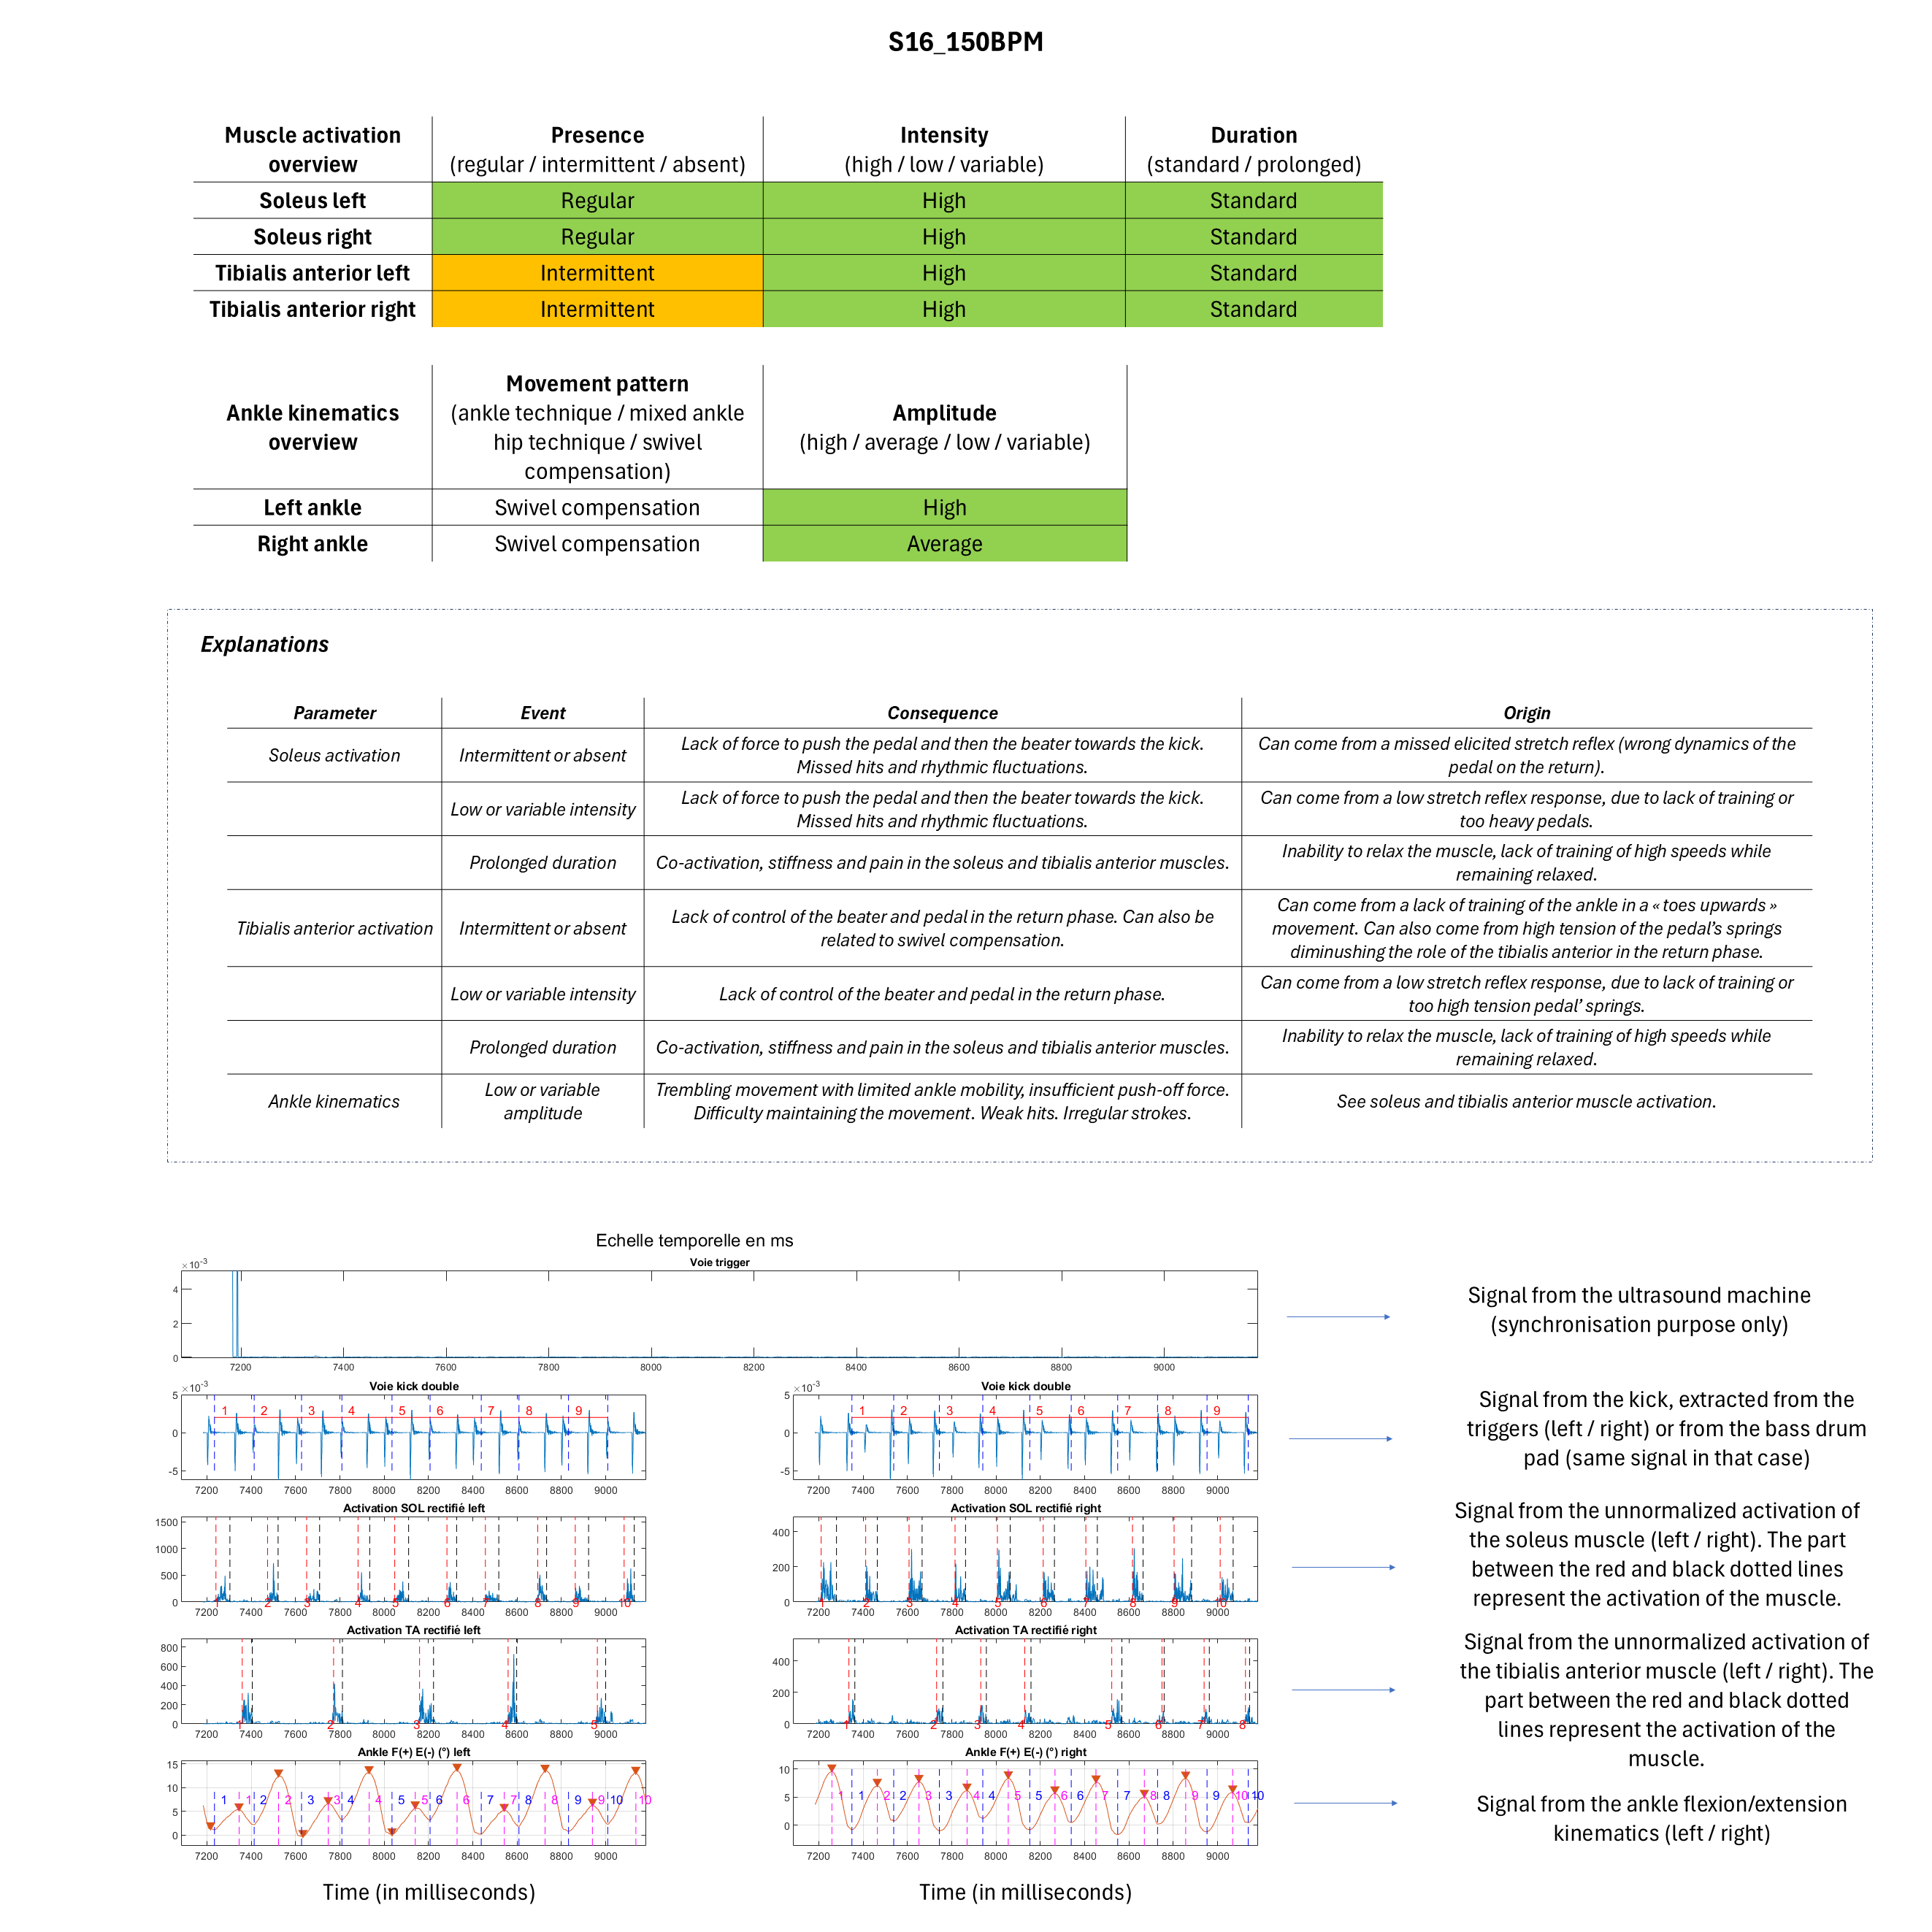 S16_150BPM
Muscle activation overview | Presence (regular / intermittent / absent) | Intensity (high / low / variable) | Duration (standard / prolonged)
Soleus left | Regular | High | Standard
Soleus right | Regular | High | Standard
Tibialis anterior left | Intermittent | High | Standard
Tibialis anterior right | Intermittent | High | Standard
Ankle kinematics overview | Movement pattern (ankle technique / mixed ankle hip technique / swivel compensation) | Amplitude (high / average / low / variable)
Left ankle | Swivel compensation | High
Right ankle | Swivel compensation | Average
Explanations
Parameter | Event | Consequence | Origin
Soleus activation | Intermittent or absent | Lack of force to push the pedal and then the beater towards the kick. Missed hits and rhythmic fluctuations. | Can come from a missed elicited stretch reflex (wrong dynamics of the pedal on the return).
Low or variable intensity | Lack of force to push the pedal and then the beater towards the kick. Missed hits and rhythmic fluctuations. | Can come from a low stretch reflex response, due to lack of training or too heavy pedals.
Prolonged duration | Co-activation, stiffness and pain in the soleus and tibialis anterior muscles. | Inability to relax the muscle, lack of training of high speeds while remaining relaxed.
Tibialis anterior activation | Intermittent or absent | Lack of control of the beater and pedal in the return phase. Can also be related to swivel compensation. | Can come from a lack of training of the ankle in a « toes upwards » movement. Can also come from high tension of the pedal's springs diminushing the role of the tibialis anterior in the return phase.
Low or variable intensity | Lack of control of the beater and pedal in the return phase. | Can come from a low stretch reflex response, due to lack of training or too high tension pedal' springs.
Prolonged duration | Co-activation, stiffness and pain in the soleus and tibialis anterior muscles. | Inability to relax the muscle, lack of training of high speeds while remaining relaxed.
Ankle kinematics | Low or variable amplitude | Trembling movement with limited ankle mobility, insufficient push-off force. Difficulty maintaining the movement. Weak hits. Irregular strokes. | See soleus and tibialis anterior muscle activation.
Echelle temporelle en ms
Voie trigger
×10-3
4
2
0
7200 7400 7600 7800 8000 8200 8400 8600 8800 9000
Signal from the ultrasound machine
(synchronisation purpose only)
Voie kick double
×10-3
5
0
-5
1 2 3 4 5 6 7 8 9
7200 7400 7600 7800 8000 8200 8400 8600 8800 9000
Voie kick double
×10-3
5
0
-5
1 2 3 4 5 6 7 8 9
7200 7400 7600 7800 8000 8200 8400 8600 8800 9000
Signal from the kick, extracted from the
triggers (left / right) or from the bass drum
pad (same signal in that case)
Activation SOL rectifié left
1500
1000
500
0
1 2 3 4 5 6 7 8 9 10
7200 7400 7600 7800 8000 8200 8400 8600 8800 9000
Activation SOL rectifié right
400
200
0
1 2 3 4 5 6 7 8 9 10
7200 7400 7600 7800 8000 8200 8400 8600 8800 9000
Signal from the unnormalized activation of
the soleus muscle (left / right). The part
between the red and black dotted lines
represent the activation of the muscle.
Activation TA rectifié left
800
600
400
200
0
1 2 3 4 5
7200 7400 7600 7800 8000 8200 8400 8600 8800 9000
Activation TA rectifié right
400
200
0
1 2 3 4 5 6 7 8
7200 7400 7600 7800 8000 8200 8400 8600 8800 9000
Signal from the unnormalized activation of
the tibialis anterior muscle (left / right). The
part between the red and black dotted
lines represent the activation of the
muscle.
Ankle F(+) E(-) (°) left
15
10
5
0
1 1 2 2 3 3 4 4 5 5 6 6 7 7 8 8 9 9 10 10
7200 7400 7600 7800 8000 8200 8400 8600 8800 9000
Ankle F(+) E(-) (°) right
10
5
0
1 1 2 2 3 3 4 4 5 5 6 6 7 7 8 8 9 9 10 10
7200 7400 7600 7800 8000 8200 8400 8600 8800 9000
Signal from the ankle flexion/extension
kinematics (left / right)
Time (in milliseconds)
Time (in milliseconds)